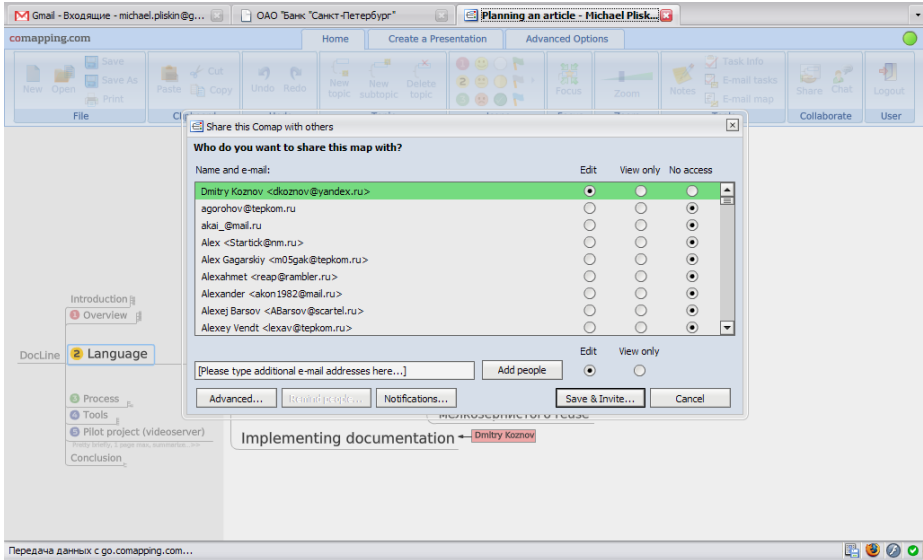 Gmail - Входящие - michael.pliskin@g...
ОАО "Банк "Санкт-Петербург"
Planning an article - Michael Plisk...
comapping.com
Home
Create a Presentation
Advanced Options
New
Open
Save
Save As
Print
File
Paste
Cut
Copy
Undo
Redo
New topic
New subtopic
Delete topic
Focus
Zoom
Notes
Task info
E-mail tasks
E-mail map
Share
Chat
Collaborate
Logout
User
Share this Comap with others
Who do you want to share this map with?
Name and e-mail:
Edit
View only
No access
Dmitry Koznov <dkoznov@yandex.ru>
agorohov@tepkom.ru
akai_@mail.ru
Alex <Startick@nm.ru>
Alex Gagarskiy <m05gak@tepkom.ru>
Alexahmet <reap@rambler.ru>
Alexander <akon1982@mail.ru>
Alexej Barsov <ABarsov@scartel.ru>
Alexey Vendt <lexav@tepkom.ru>
Edit
View only
[Please type additional e-mail addresses here...]
Add people
Advanced...
Remind people...
Notifications...
Save & Invite...
Cancel
Introduction
1 Overview
DocLine
2 Language
3 Process
4 Tools
5 Pilot project (videoserver)
Conclusion
мелкозернистого reuse
Implementing documentation
Dmitry Koznov
Передача данных с go.comapping.com...